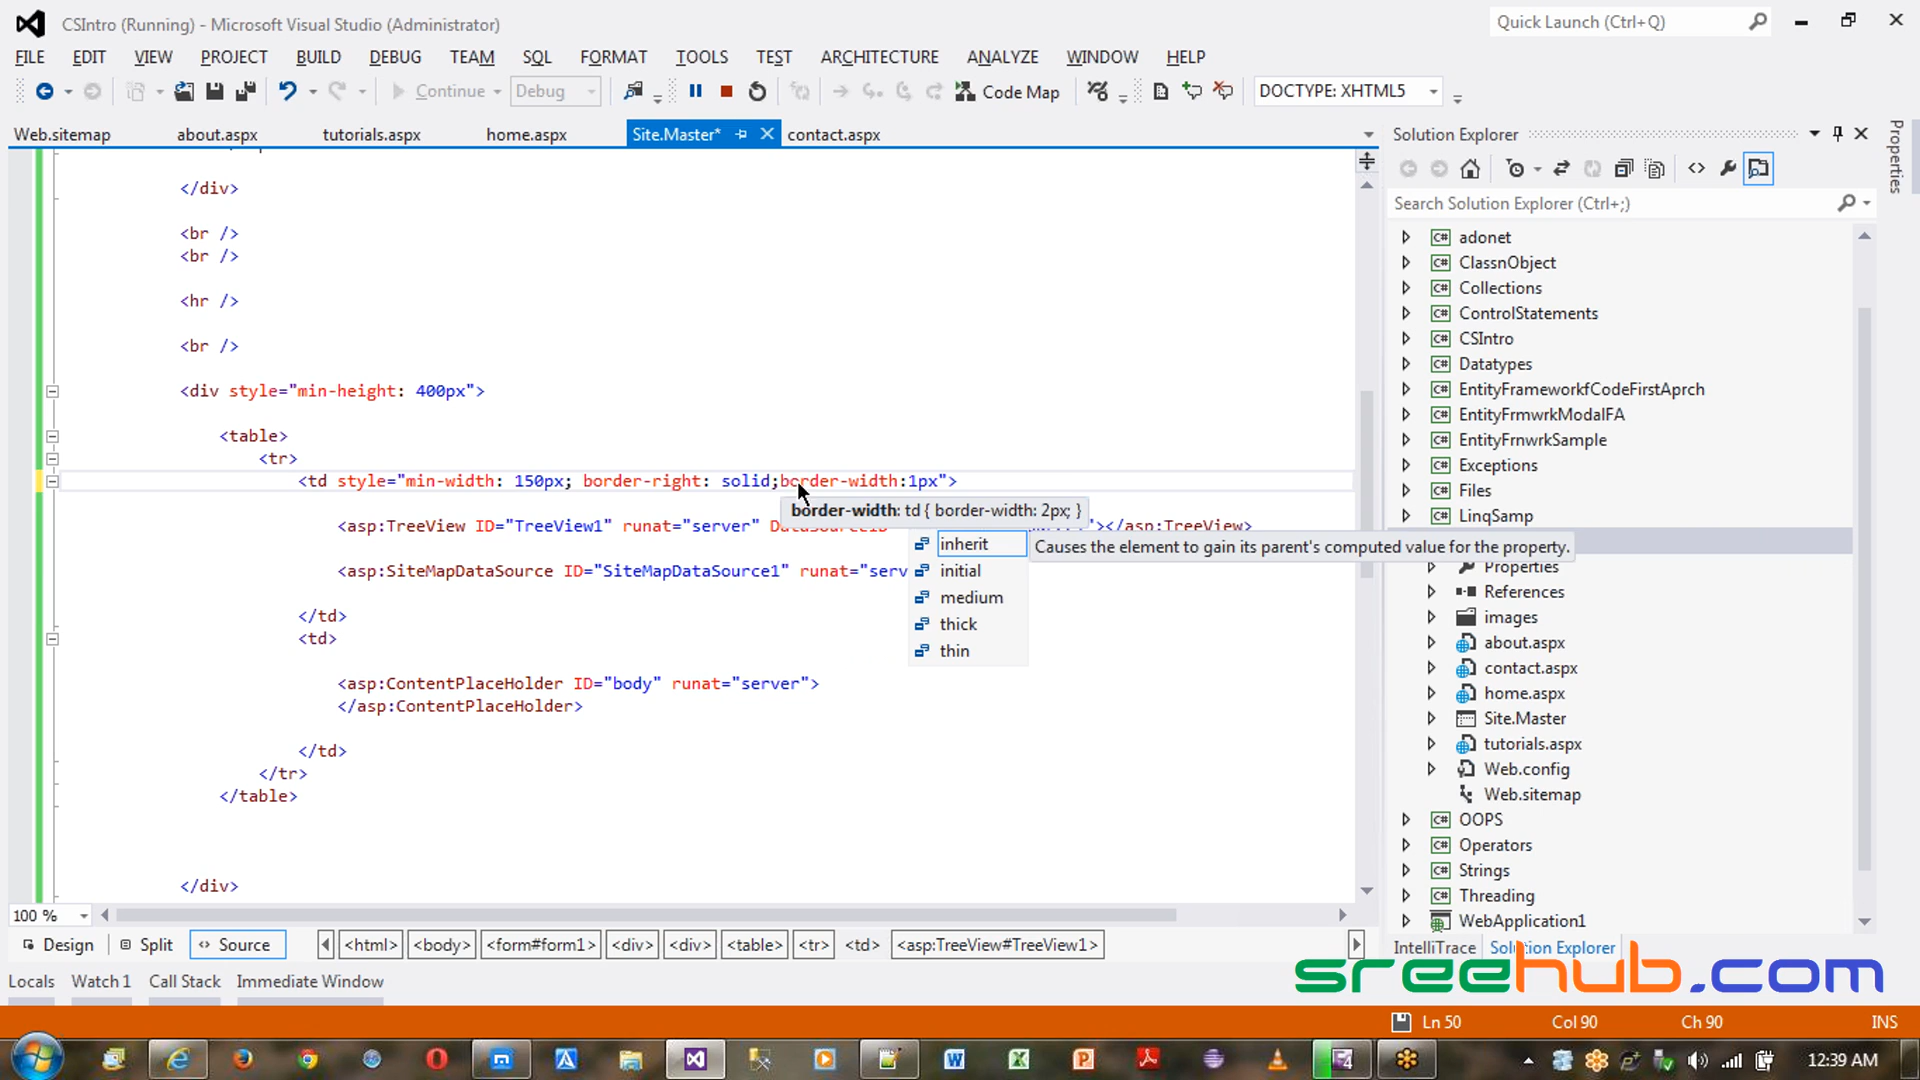 CSIntro (Running) - Microsoft Visual Studio (Administrator)
Quick Launch (Ctrl+Q)
FILE EDIT VIEW PROJECT BUILD DEBUG TEAM SQL FORMAT TOOLS TEST ARCHITECTURE ANALYZE WINDOW HELP
Continue Debug Code Map DOCTYPE: XHTML5
Web.sitemap about.aspx tutorials.aspx home.aspx Site.Master* contact.aspx
</div>
<br />
<br />
<hr />
<br />
<div style="min-height: 400px">
<table>
<tr>
<td style="min-width: 150px; border-right: solid;border-width:1px">
border-width: td { border-width: 2px; }
<asp:TreeView ID="TreeView1" runat="server" "></asp:TreeView>
inherit
Causes the element to gain its parent's computed value for the property.
<asp:SiteMapDataSource ID="SiteMapDataSource1" runat="serv
initial
medium
thick
thin
</td>
<td>
<asp:ContentPlaceHolder ID="body" runat="server">
</asp:ContentPlaceHolder>
</td>
</tr>
</table>
</div>
100 %
Design Split Source <html> <body> <form#form1> <div> <div> <table> <tr> <td> <asp:TreeView#TreeView1>
Locals Watch 1 Call Stack Immediate Window
Solution Explorer
Properties
Search Solution Explorer (Ctrl+;)
adonet
ClassnObject
Collections
ControlStatements
CSIntro
Datatypes
EntityFrameworkfCodeFirstAprch
EntityFrmwrkModalFA
EntityFrnwrkSample
Exceptions
Files
LinqSamp
Properties
References
images
about.aspx
contact.aspx
home.aspx
Site.Master
tutorials.aspx
Web.config
Web.sitemap
OOPS
Operators
Strings
Threading
WebApplication1
IntelliTrace Solution Explorer
sreehub.com
Ln 50 Col 90 Ch 90 INS
12:39 AM